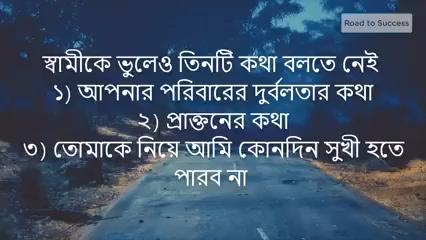 Road to Success
স্বামীকে ভুলেও তিনটি কথা বলতে নেই
১) আপনার পরিবারের দুর্বলতার কথা
২) প্রাক্তনের কথা
৩) তোমাকে নিয়ে আমি কোনদিন সুখী হতে
পারব না